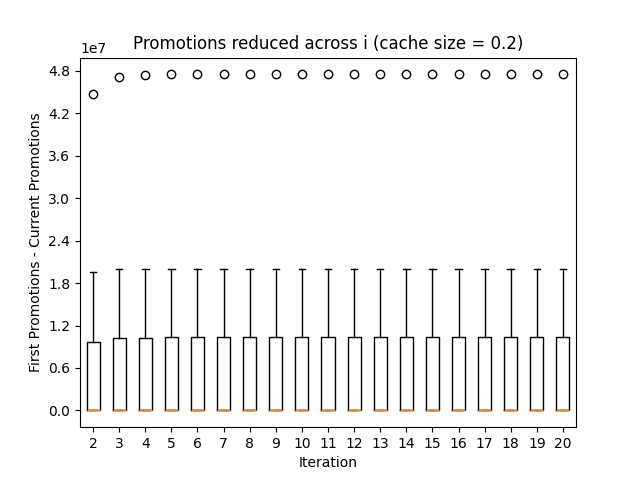 Promotions reduced across i (cache size = 0.2)
1e7
4.8
4.2
3.6
3.0
2.4
1.8
1.2
0.6
0.0
First Promotions - Current Promotions
2 3 4 5 6 7 8 9 10 11 12 13 14 15 16 17 18 19 20
Iteration